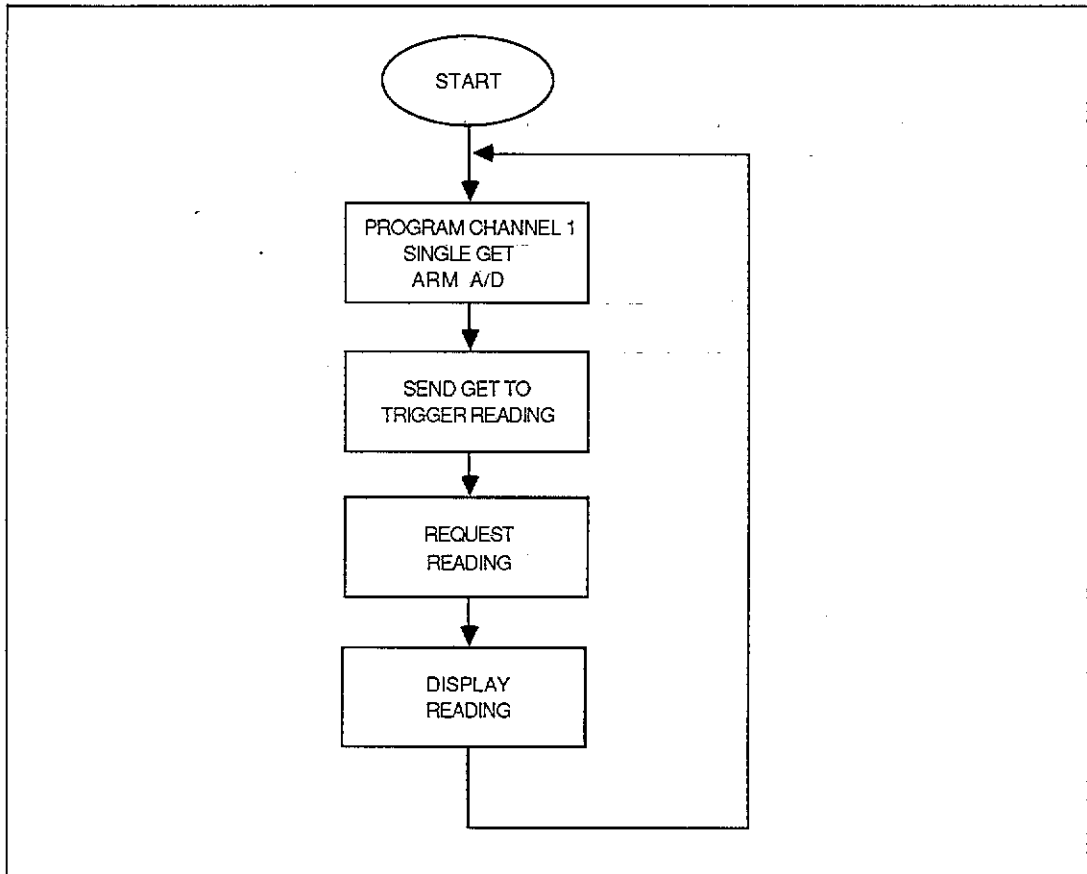 START
PROGRAM CHANNEL 1
SINGLE GET
ARM A/D
SEND GET TO
TRIGGER READING
REQUEST
READING
DISPLAY
READING